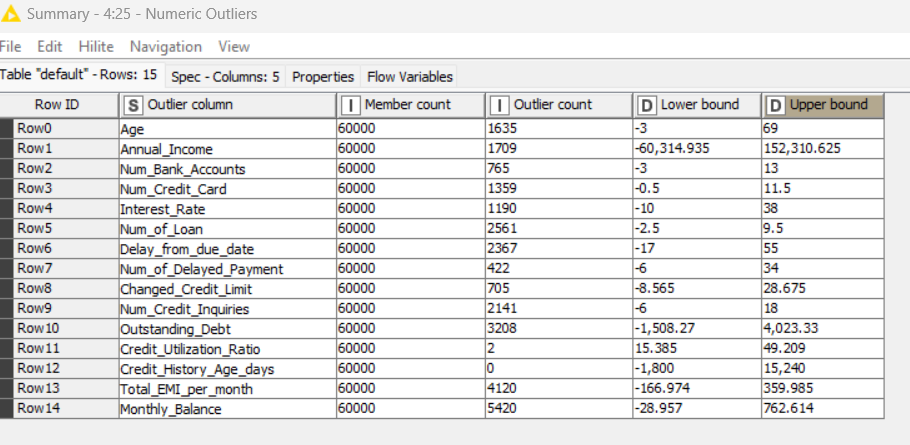 Summary - 4:25 - Numeric Outliers
File Edit Hilite Navigation View
Table "default" - Rows: 15 Spec - Columns: 5 Properties Flow Variables
Row ID S Outlier column I Member count I Outlier count D Lower bound D Upper bound
Row0 Age 60000 1635 -3 69
Row1 Annual_Income 60000 1709 -60,314.935 152,310.625
Row2 Num_Bank_Accounts 60000 765 -3 13
Row3 Num_Credit_Card 60000 1359 -0.5 11.5
Row4 Interest_Rate 60000 1190 -10 38
Row5 Num_of_Loan 60000 2561 -2.5 9.5
Row6 Delay_from_due_date 60000 2367 -17 55
Row7 Num_of_Delayed_Payment 60000 422 -6 34
Row8 Changed_Credit_Limit 60000 705 -8.565 28.675
Row9 Num_Credit_Inquiries 60000 2141 -6 18
Row10 Outstanding_Debt 60000 3208 -1,508.27 4,023.33
Row11 Credit_Utilization_Ratio 60000 2 15.385 49.209
Row12 Credit_History_Age_days 60000 0 -1,800 15,240
Row13 Total_EMI_per_month 60000 4120 -166.974 359.985
Row14 Monthly_Balance 60000 5420 -28.957 762.614